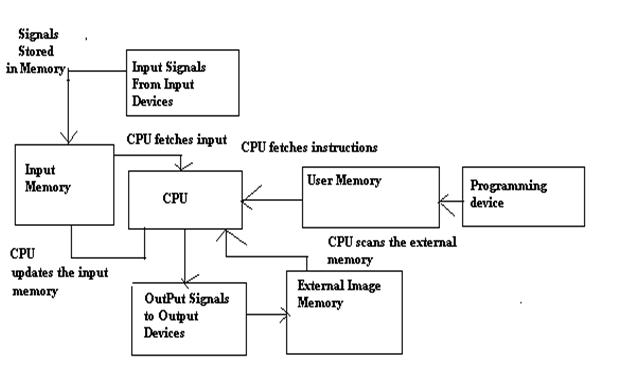 Signals
Stored
in Memory
Input Signals
From Input
Devices
CPU fetches input
CPU fetches instructions
Input
Memory
CPU
User Memory
Programming
device
CPU
updates the input
memory
CPU scans the external
memory
OutPut Signals
to Output
Devices
External Image
Memory